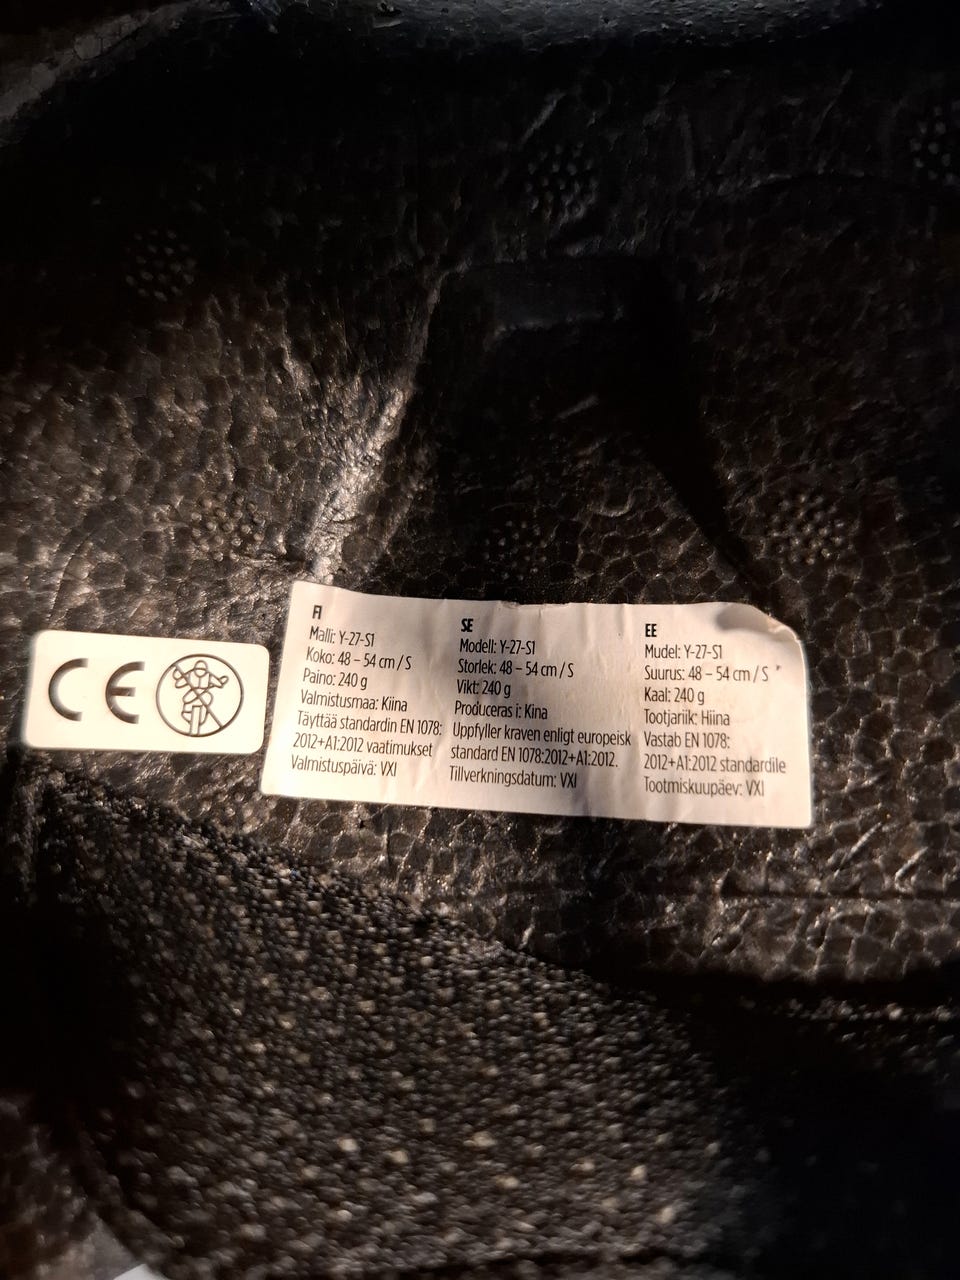 CE
FI
Malli: Y-27-S1
Koko: 48 – 54 cm / S
Paino: 240 g
Valmistusmaa: Kiina
Täyttää standardin EN 1078:
2012+A1:2012 vaatimukset
Valmistuspäivä: VXI
SE
Modell: Y-27-S1
Storlek: 48 – 54 cm / S
Vikt: 240 g
Produceras i: Kina
Uppfyller kraven enligt europeisk
standard EN 1078:2012+A1:2012.
Tillverkningsdatum: VXI
EE
Mudel: Y-27-S1
Suurus: 48 – 54 cm / S
Kaal: 240 g
Tootjariik: Hiina
Vastab EN 1078:
2012+A1:2012 standardile
Tootmiskuupäev: VXI